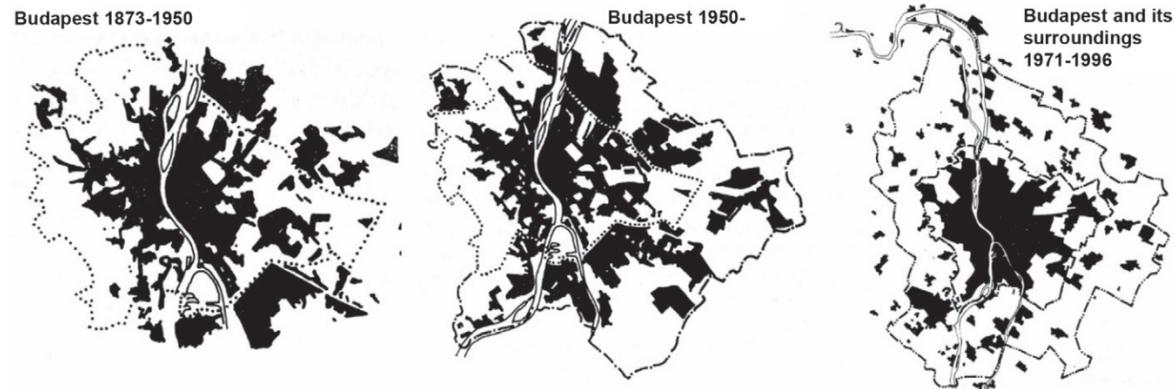 Budapest 1873-1950
Budapest 1950-
Budapest and its
surroundings
1971-1996